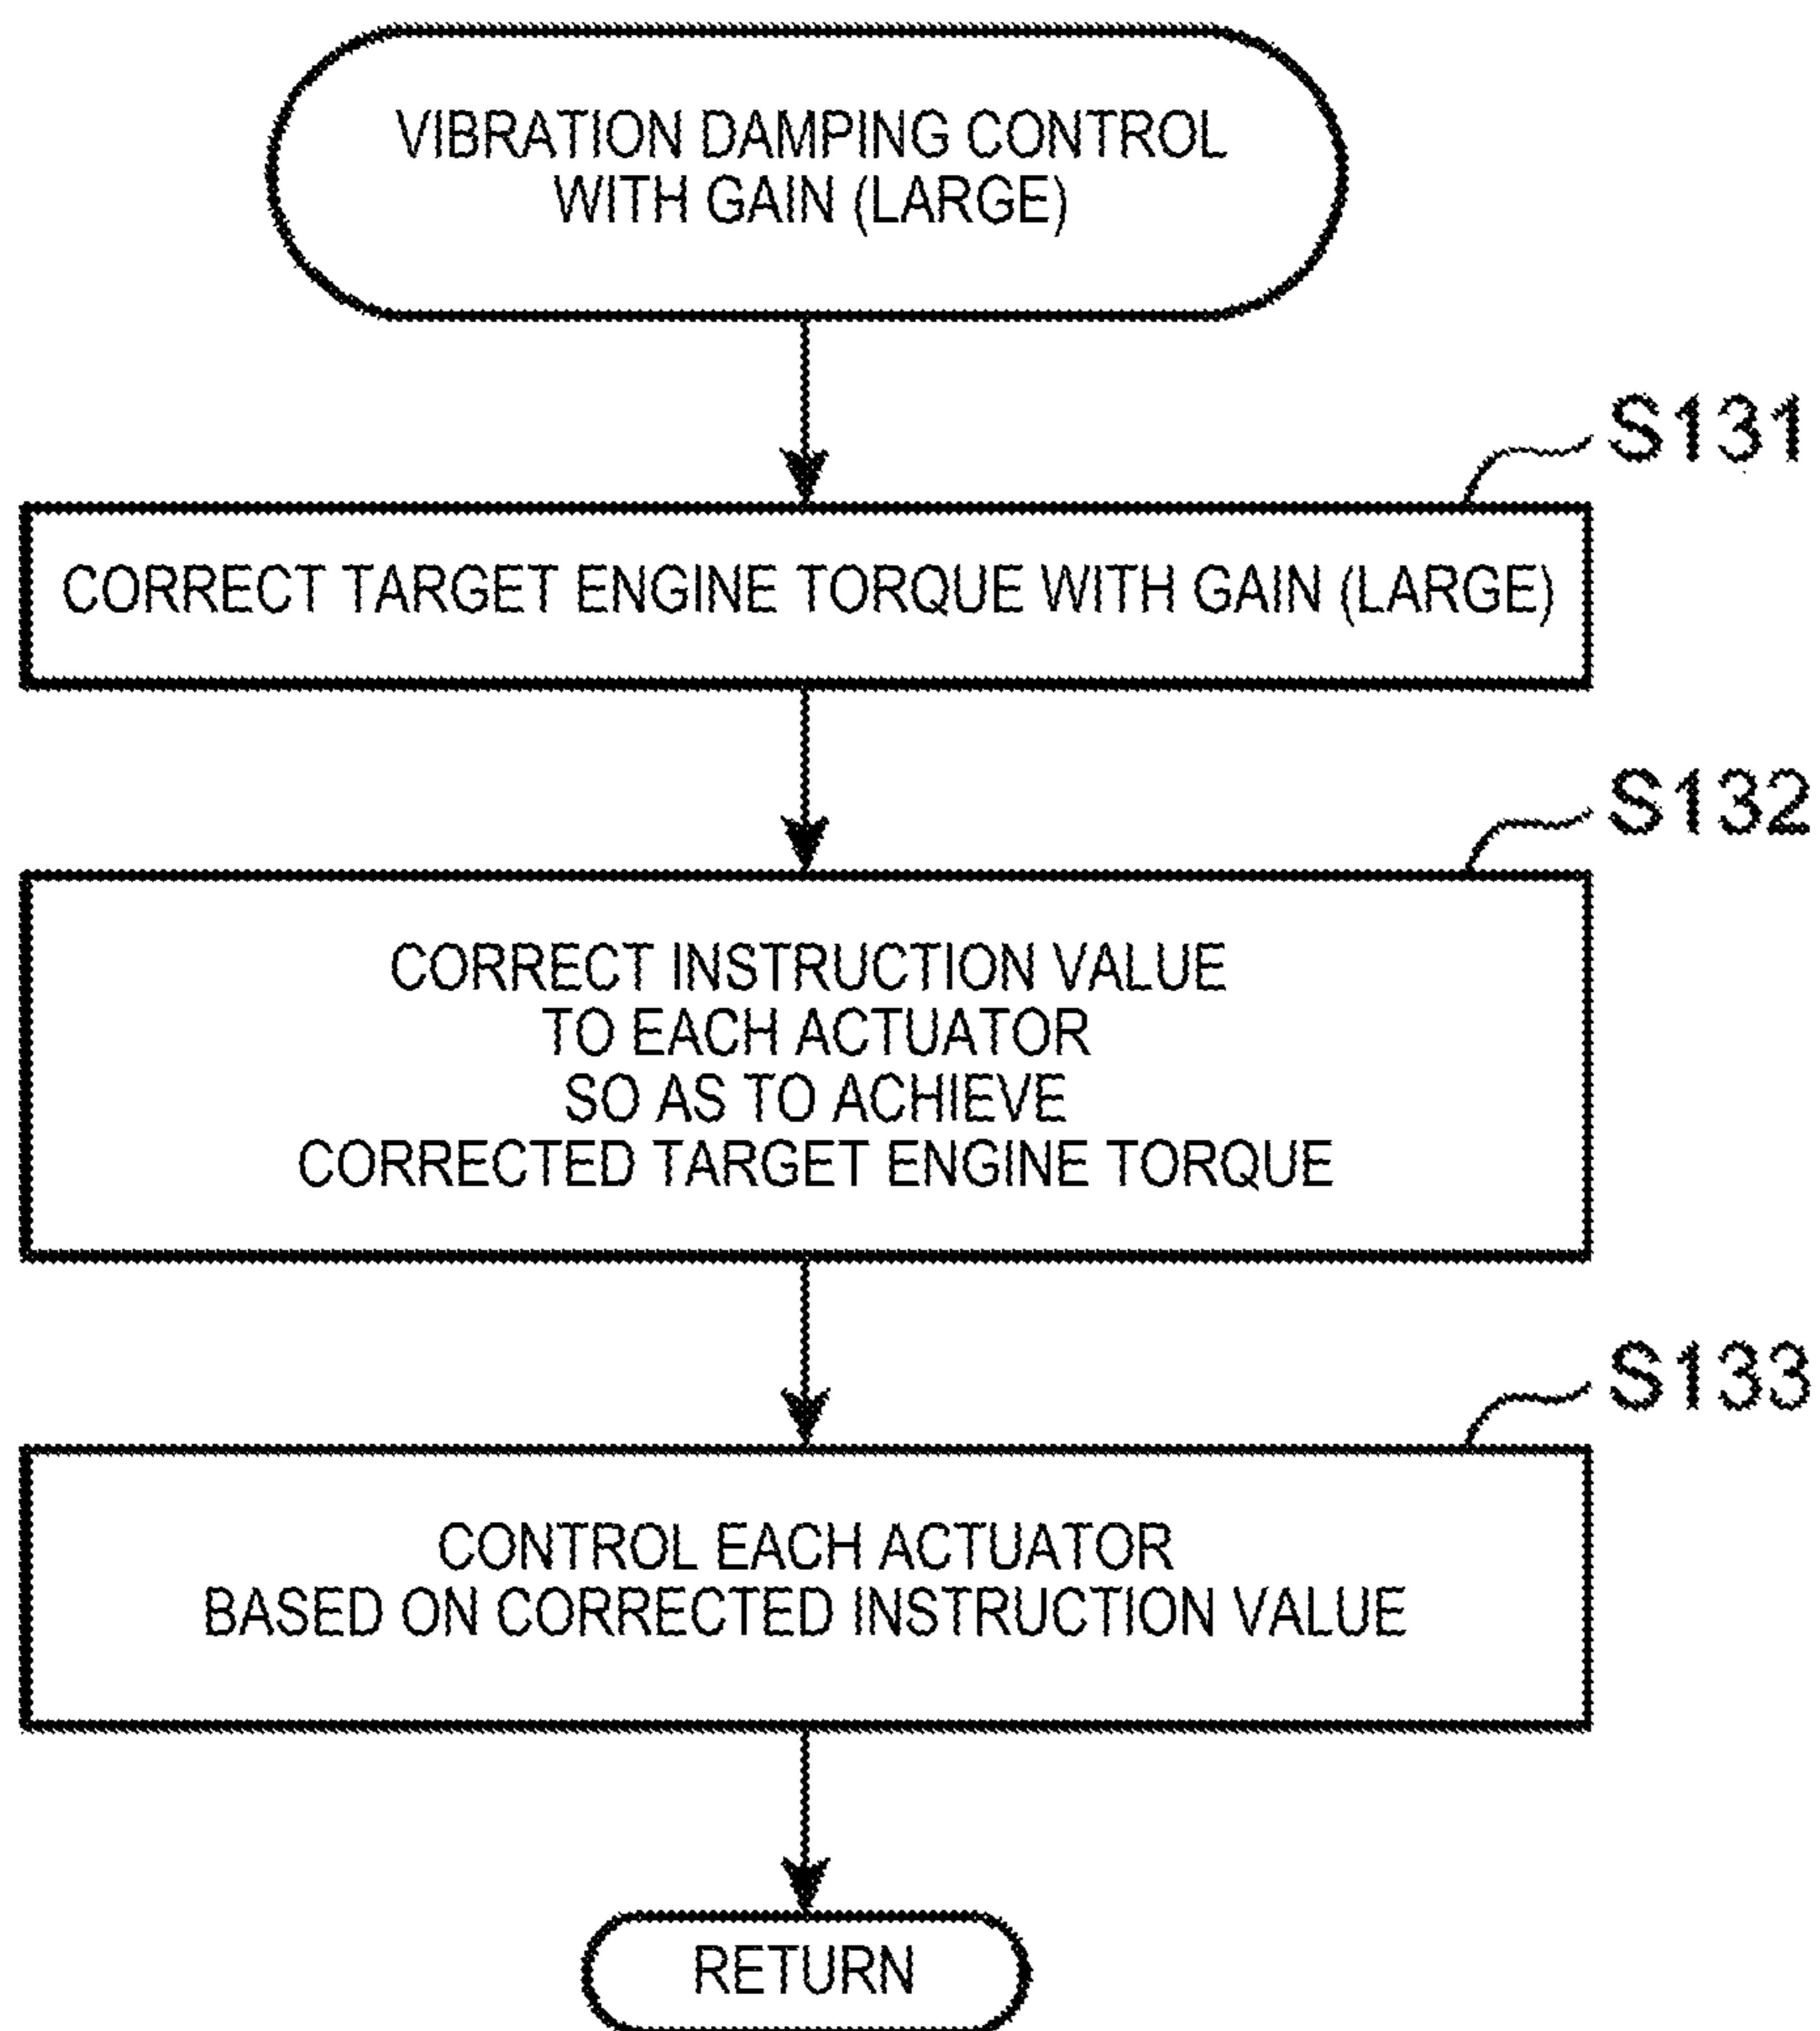 VIBRATION DAMPING CONTROL
WITH GAIN (LARGE)
S131
CORRECT TARGET ENGINE TORQUE WITH GAIN (LARGE)
S132
CORRECT INSTRUCTION VALUE
TO EACH ACTUATOR
SO AS TO ACHIEVE
CORRECTED TARGET ENGINE TORQUE
S133
CONTROL EACH ACTUATOR
BASED ON CORRECTED INSTRUCTION VALUE
RETURN